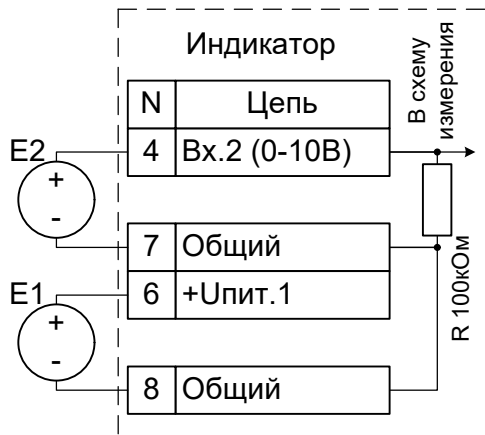 Индикатор
В схему
измерения
N Цепь
E2
+
-
4 Вх.2 (0-10В)
7 Общий
E1
+
-
6 +Uпит.1
8 Общий
R 100кОм